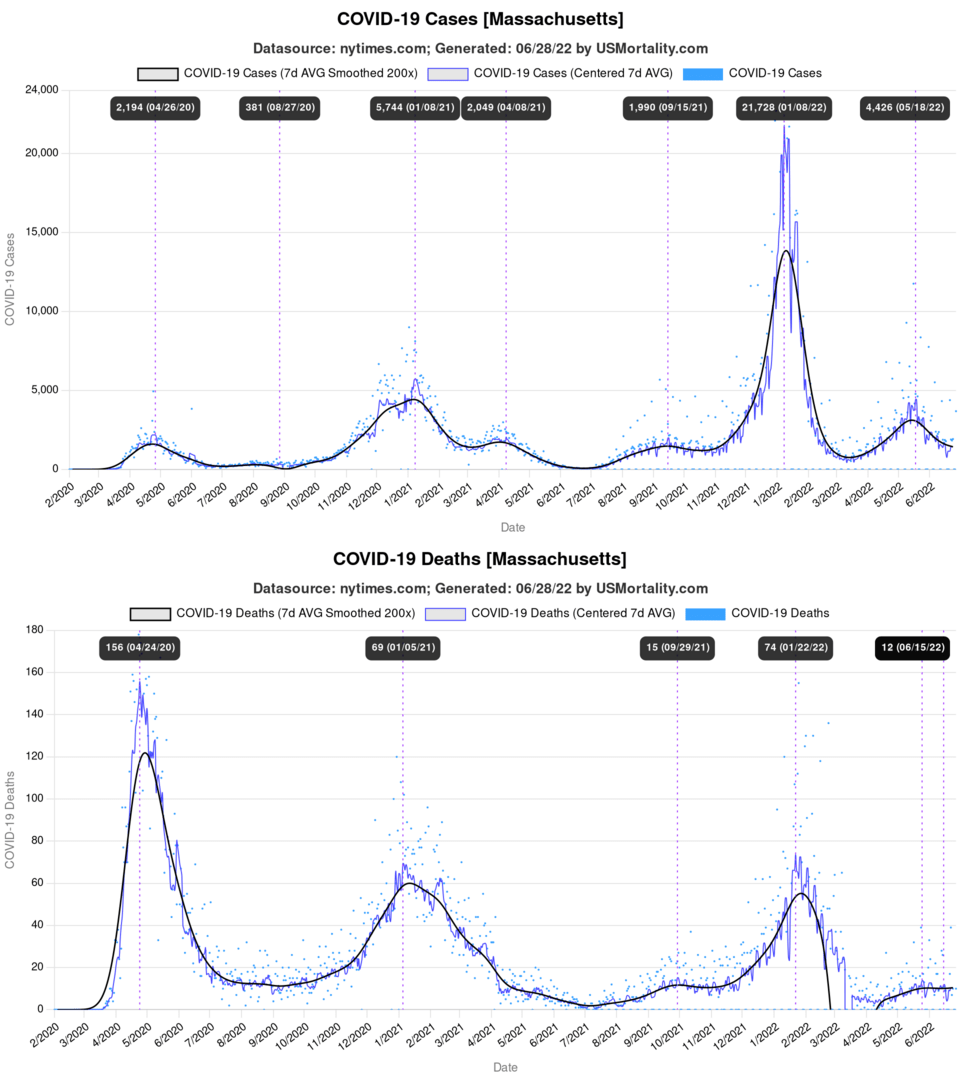 COVID-19 Cases [Massachusetts]
Datasource: nytimes.com; Generated: 06/28/22 by USMortality.com
COVID-19 Cases (7d AVG Smoothed 200x) COVID-19 Cases (Centered 7d AVG) COVID-19 Cases
24,000
2,194 (04/26/20) 381 (08/27/20) 5,744 (01/08/21) 2,049 (04/08/21) 1,990 (09/15/21) 21,728 (01/08/22) 4,426 (05/18/22)
20,000
15,000
10,000
5,000
0
COVID-19 Cases
2/2020 3/2020 4/2020 5/2020 6/2020 7/2020 8/2020 9/2020 10/2020 11/2020 12/2020 1/2021 2/2021 3/2021 4/2021 5/2021 6/2021 7/2021 8/2021 9/2021 10/2021 11/2021 12/2021 1/2022 2/2022 3/2022 4/2022 5/2022 6/2022
Date
COVID-19 Deaths [Massachusetts]
Datasource: nytimes.com; Generated: 06/28/22 by USMortality.com
COVID-19 Deaths (7d AVG Smoothed 200x) COVID-19 Deaths (Centered 7d AVG) COVID-19 Deaths
180
156 (04/24/20) 69 (01/05/21) 15 (09/29/21) 74 (01/22/22) 12 (06/15/22)
160
140
120
100
80
60
40
20
0
COVID-19 Deaths
2/2020 3/2020 4/2020 5/2020 6/2020 7/2020 8/2020 9/2020 10/2020 11/2020 12/2020 1/2021 2/2021 3/2021 4/2021 5/2021 6/2021 7/2021 8/2021 9/2021 10/2021 11/2021 12/2021 1/2022 2/2022 3/2022 4/2022 5/2022 6/2022
Date